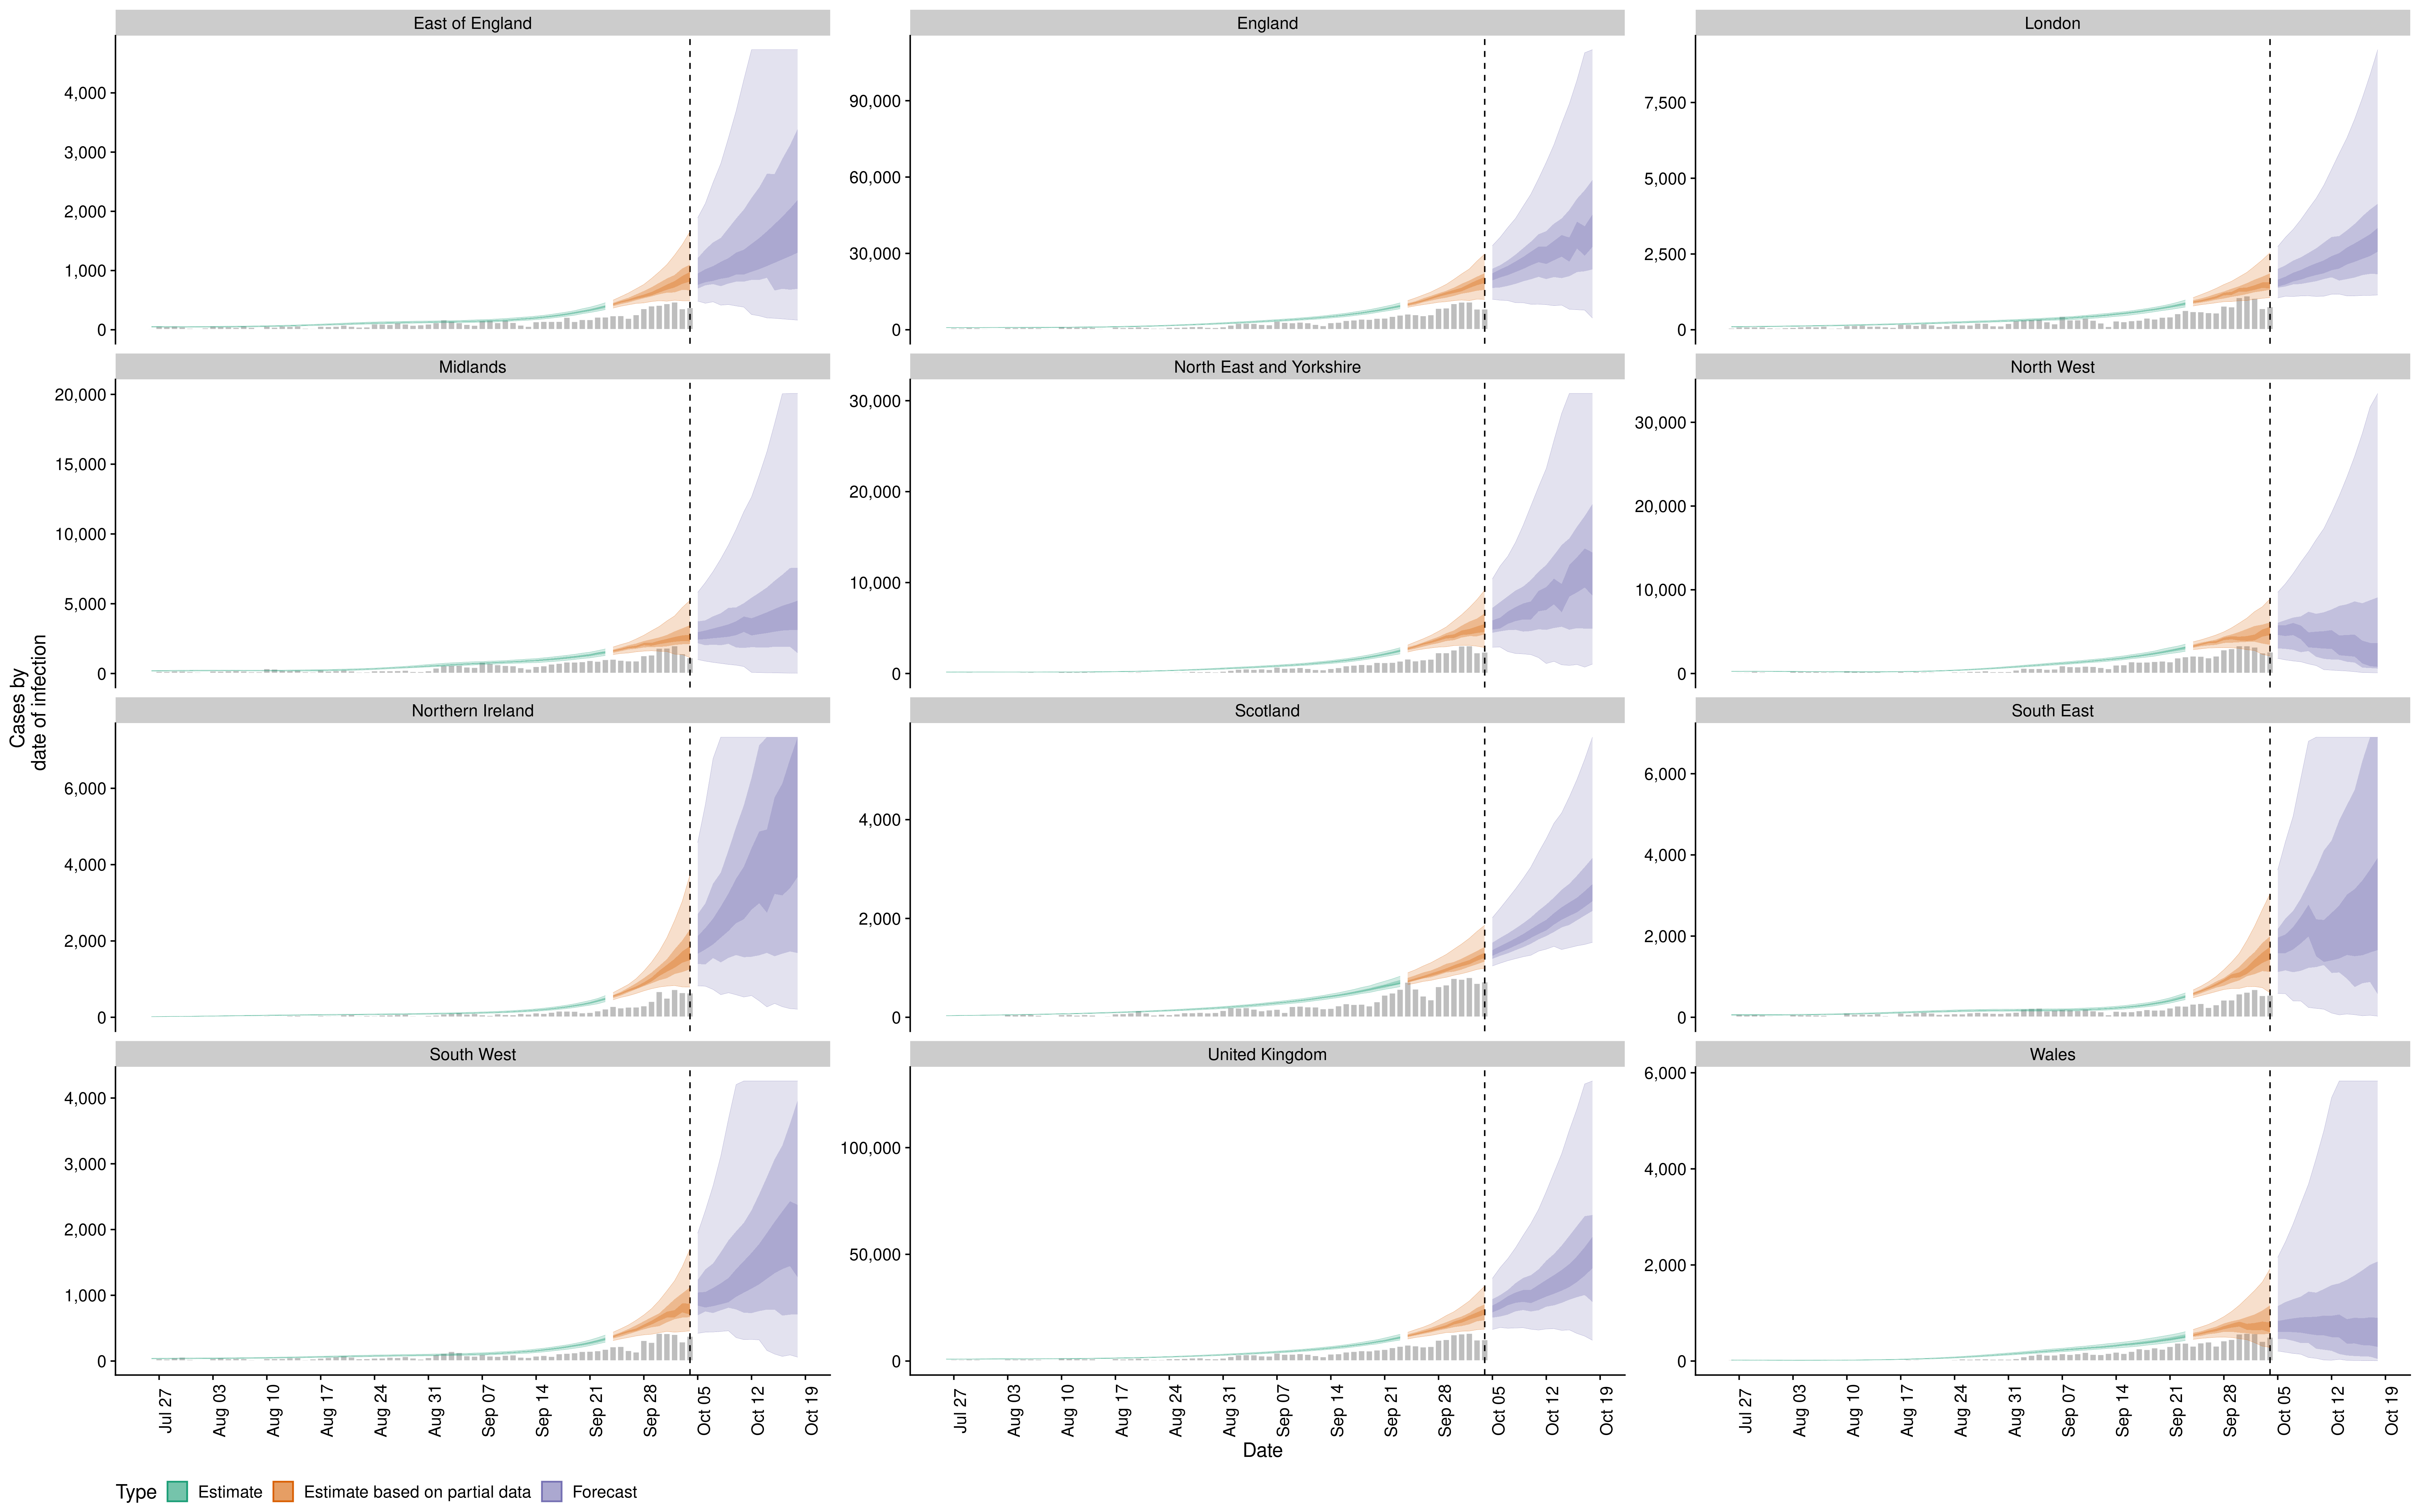 East of England
England
London
4,000
3,000
2,000
1,000
0
90,000
60,000
30,000
0
7,500
5,000
2,500
0
Midlands
North East and Yorkshire
North West
20,000
15,000
10,000
5,000
0
30,000
20,000
10,000
0
30,000
20,000
10,000
0
Cases by
date of infection
Northern Ireland
Scotland
South East
6,000
4,000
2,000
0
4,000
2,000
0
6,000
4,000
2,000
0
South West
United Kingdom
Wales
4,000
3,000
2,000
1,000
0
100,000
50,000
0
6,000
4,000
2,000
0
Jul 27
Aug 03
Aug 10
Aug 17
Aug 24
Aug 31
Sep 07
Sep 14
Sep 21
Sep 28
Oct 05
Oct 12
Oct 19
Jul 27
Aug 03
Aug 10
Aug 17
Aug 24
Aug 31
Sep 07
Sep 14
Sep 21
Sep 28
Oct 05
Oct 12
Oct 19
Jul 27
Aug 03
Aug 10
Aug 17
Aug 24
Aug 31
Sep 07
Sep 14
Sep 21
Sep 28
Oct 05
Oct 12
Oct 19
Date
Type Estimate Estimate based on partial data Forecast